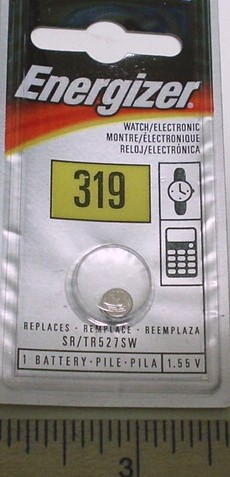 Energizer.
WATCH/ELECTRONIC
MONTRE/ÉLECTRONIQUE
RELOJ/ELECTRÓNICA
319
REPLACES · REMPLACE · REEMPLAZA
SR/TR527SW
1 BATTERY · PILE · PILA 1.55 V
3